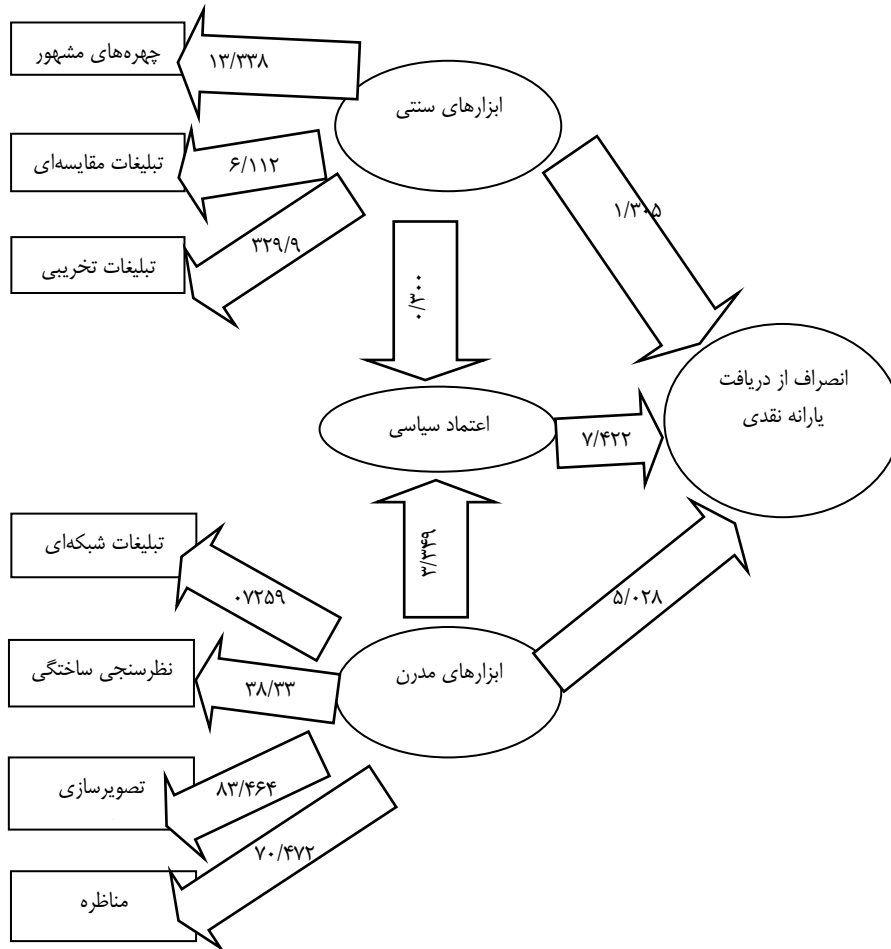 چهره‌های مشهور
۱۳/۳۳۸
ابزارهای سنتی
تبلیغات مقایسه‌ای
۶/۱۱۲
۱/۳۰۵
تبلیغات تخریبی
۳۲۹/۹
۰/۳۰۰
انصراف از دریافت
یارانه نقدی
اعتماد سیاسی
۷/۴۲۲
تبلیغات شبکه‌ای
۰۷۲۵۹
۳/۳۴۹
۵/۰۲۸
نظرسنجی ساختگی
۳۸/۳۳
ابزارهای مدرن
تصویرسازی
۸۳/۴۶۴
۷۰/۴۷۲
مناظره